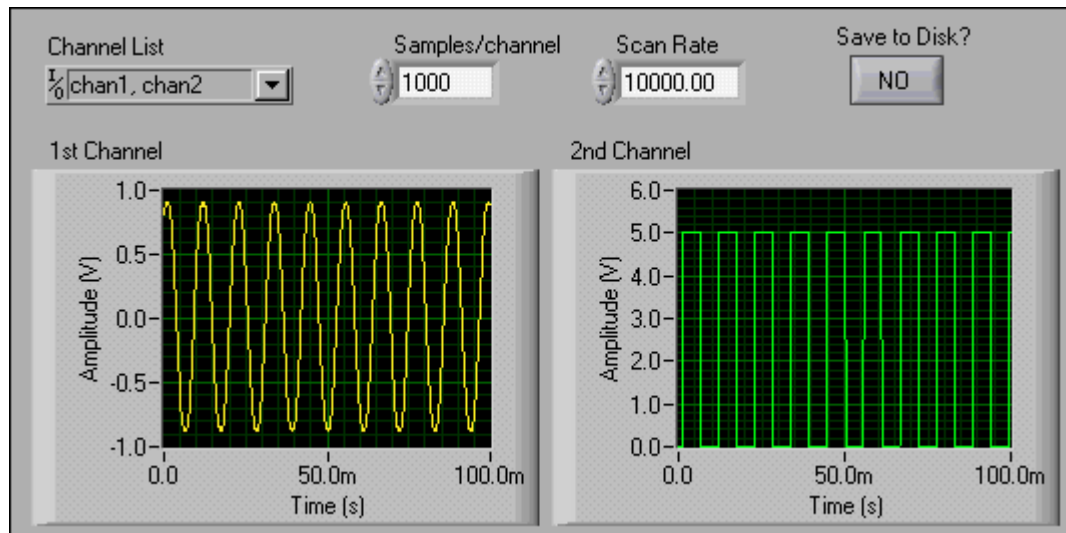 Channel List
Samples/channel
Scan Rate
Save to Disk?
I/O chan1, chan2
1000
10000.00
NO
1st Channel
1.0
0.5
0.0
-0.5
-1.0
Amplitude (V)
0.0 50.0m 100.0m
Time (s)
2nd Channel
6.0
5.0
4.0
3.0
2.0
1.0
0.0
Amplitude (V)
0.0 50.0m 100.0m
Time (s)